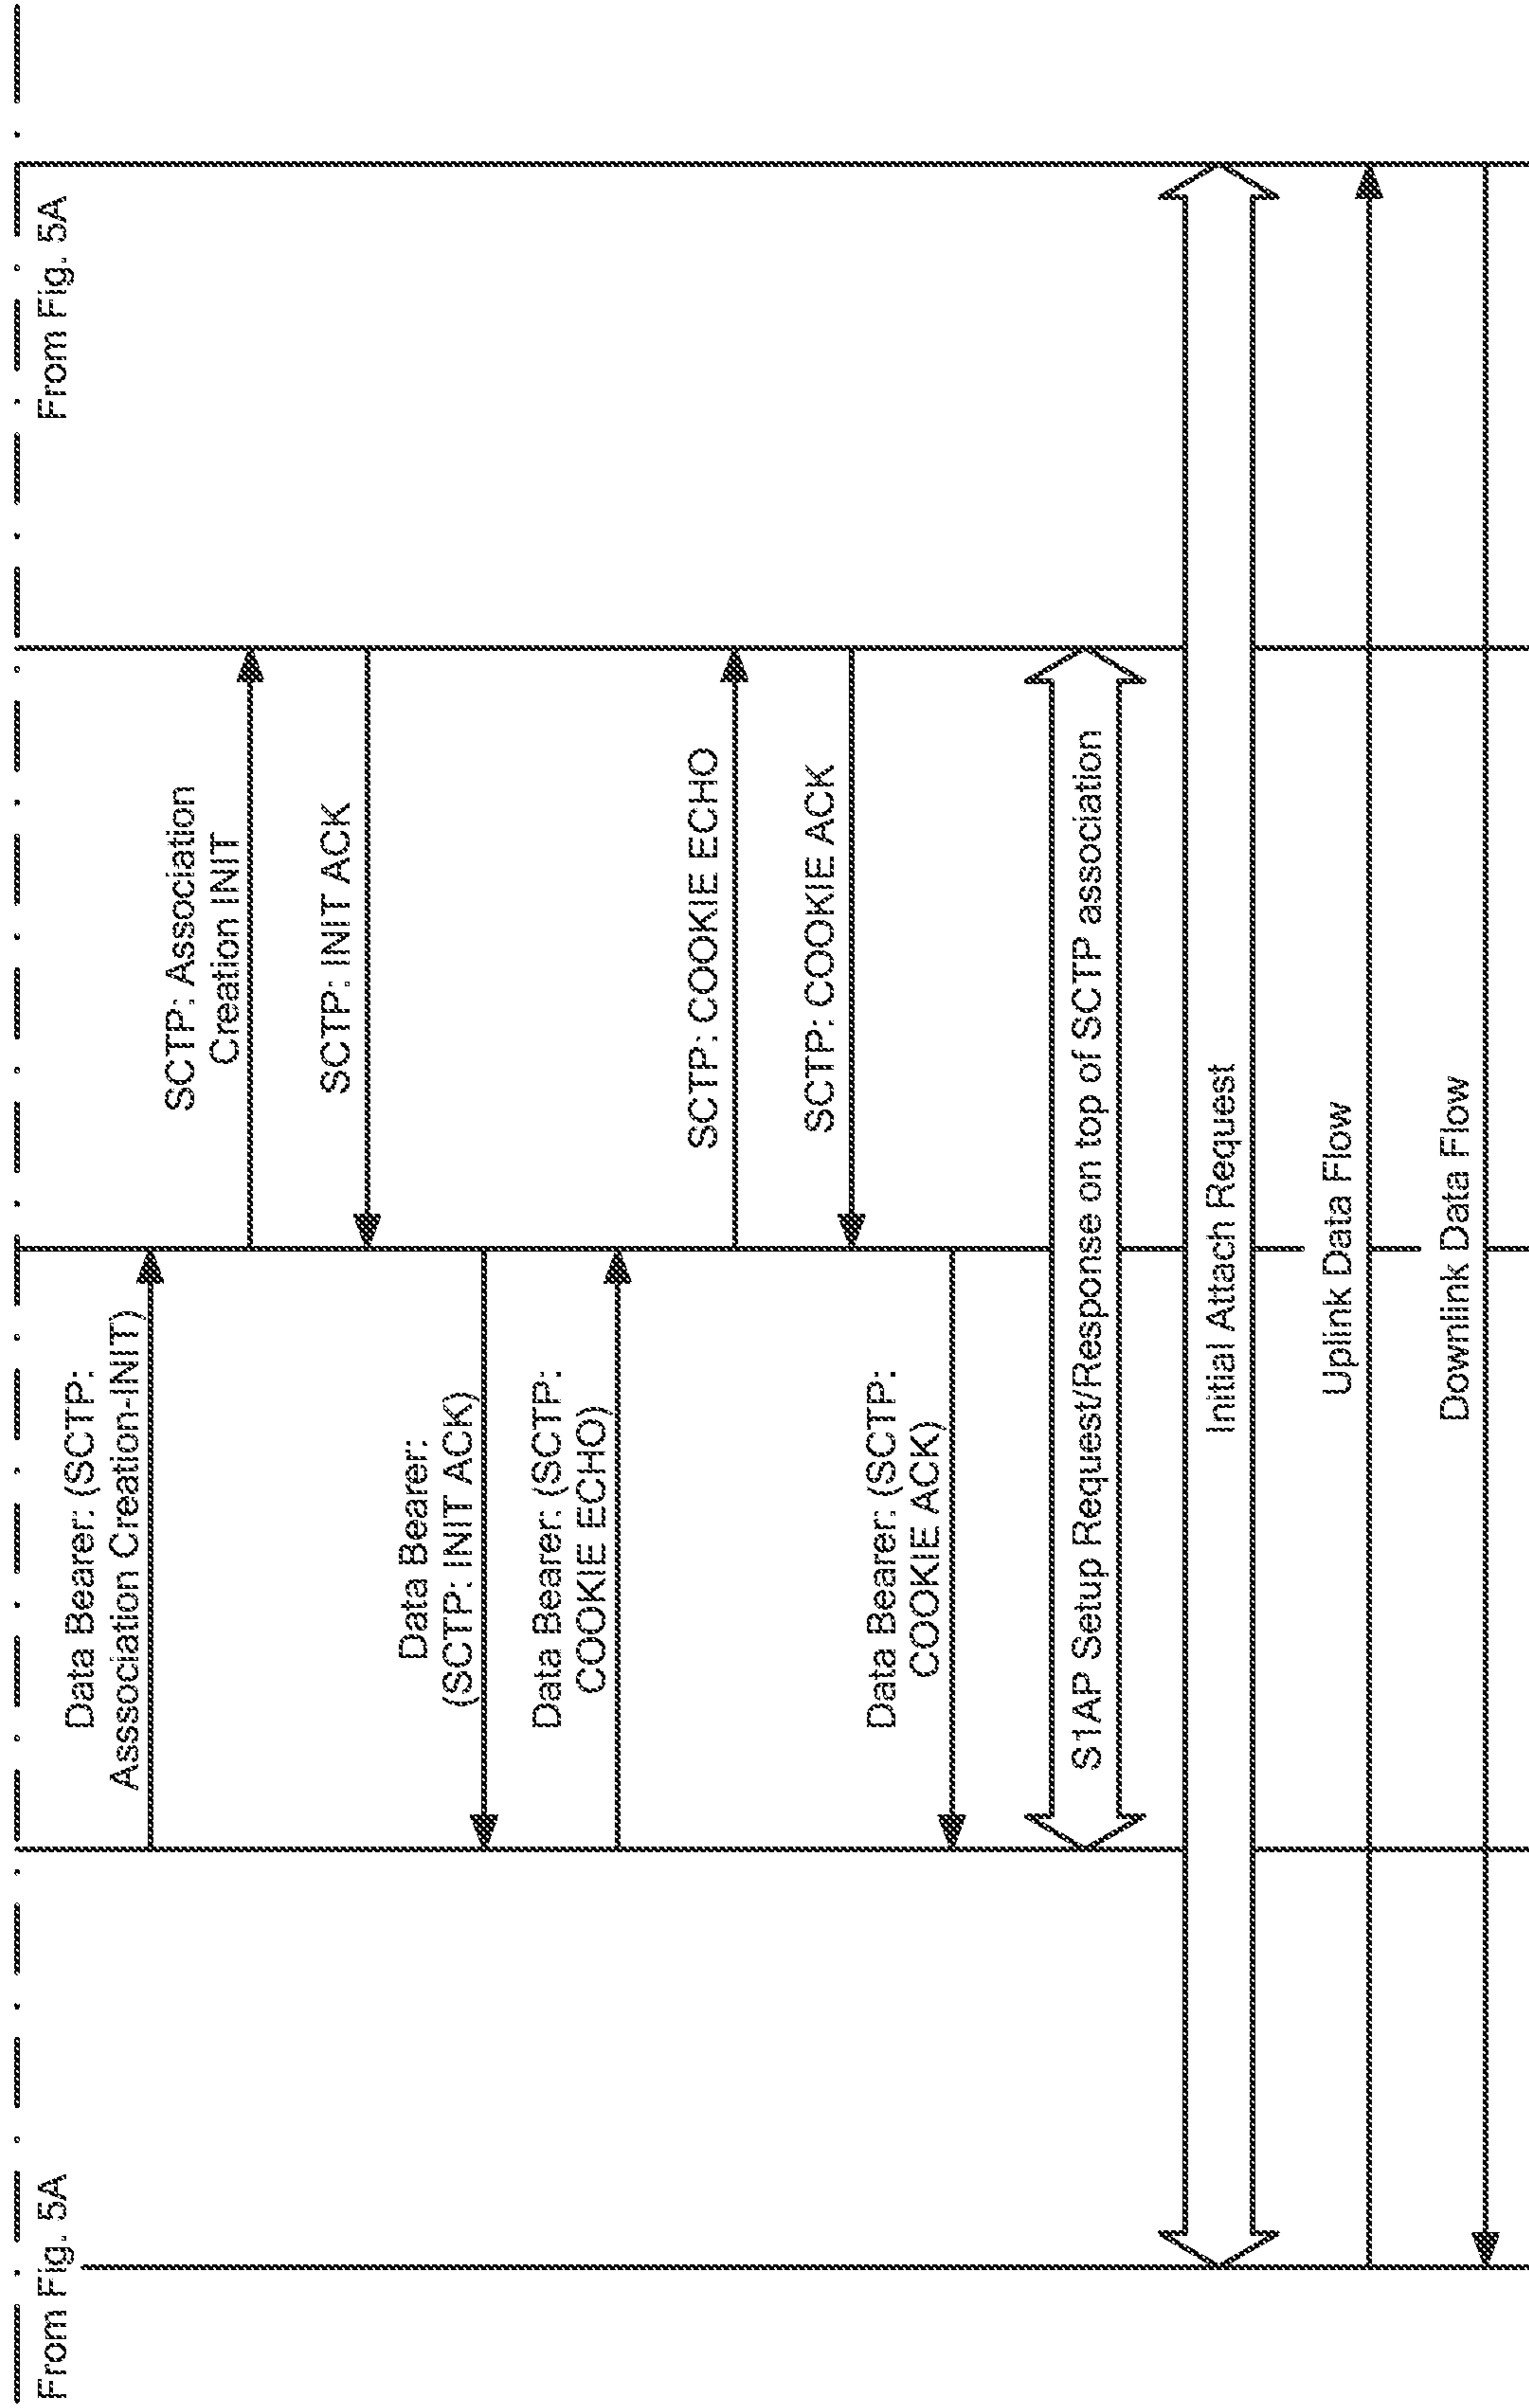 From Fig. 5A
From Fig. 5A
Data Bearer: (SCTP:
Asssociation Creation-INIT)
SCTP: Association
Creation INIT
SCTP: INIT ACK
Data Bearer:
(SCTP: INIT ACK)
Data Bearer: (SCTP:
COOKIE ECHO)
SCTP: COOKIE ECHO
SCTP: COOKIE ACK
Data Bearer: (SCTP:
COOKIE ACK)
S1AP Setup Request/Response on top of SCTP association
Initial Attach Request
Uplink Data Flow
Downlink Data Flow